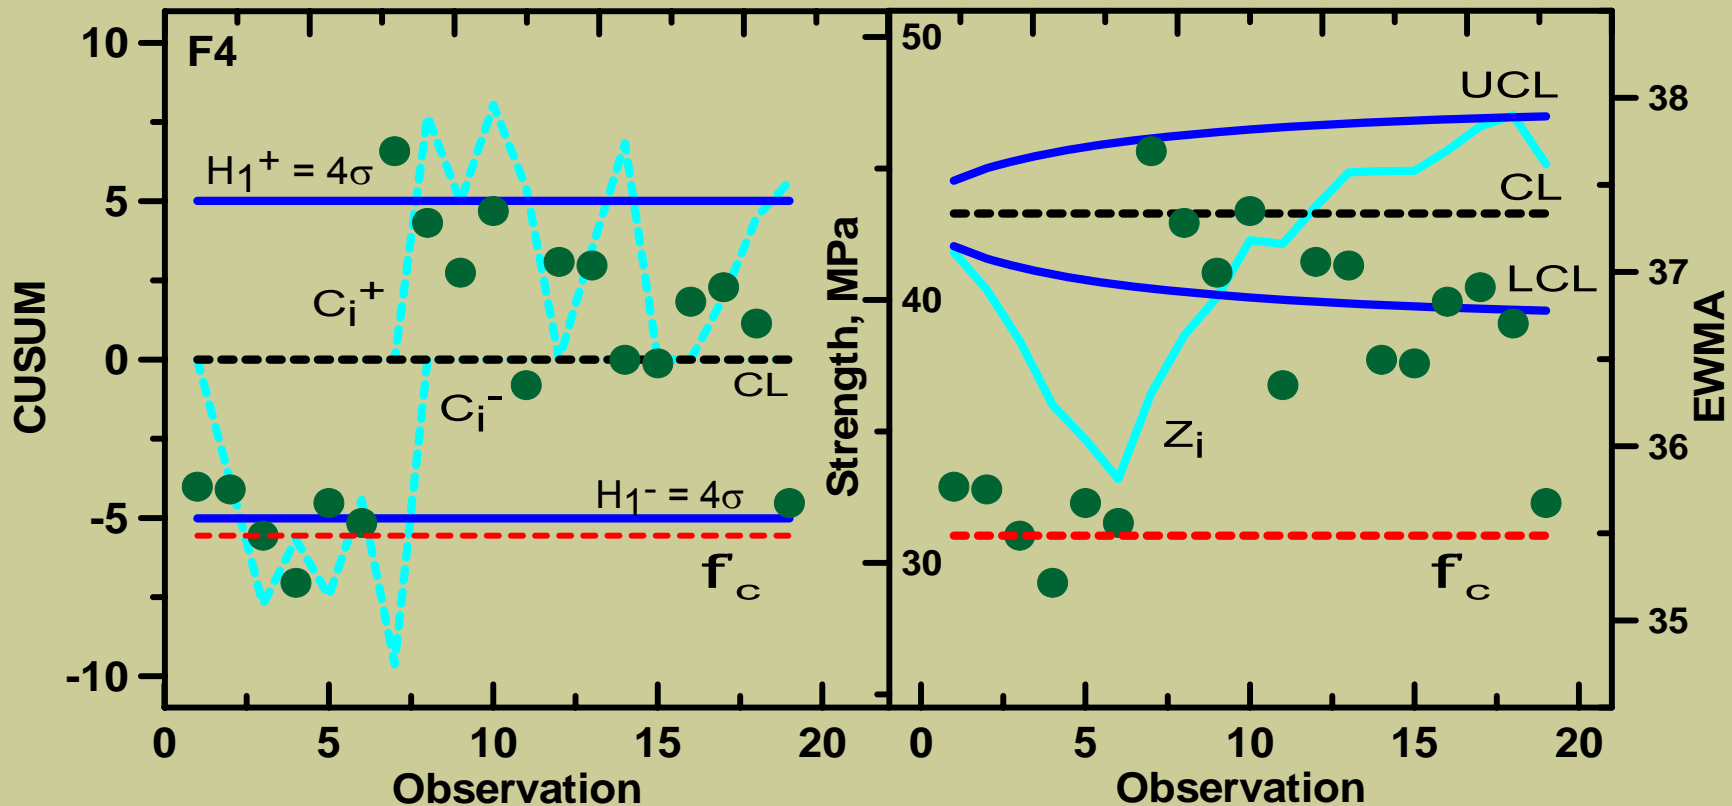 F4
10
5
0
-5
-10
CUSUM
H1+ = 4σ
Ci+
CL
Ci-
H1- = 4σ
f'c
0 5 10 15 20
Observation
50
40
30
Strength, MPa
UCL
CL
LCL
Zi
f'c
38
37
36
35
EWMA
0 5 10 15 20
Observation